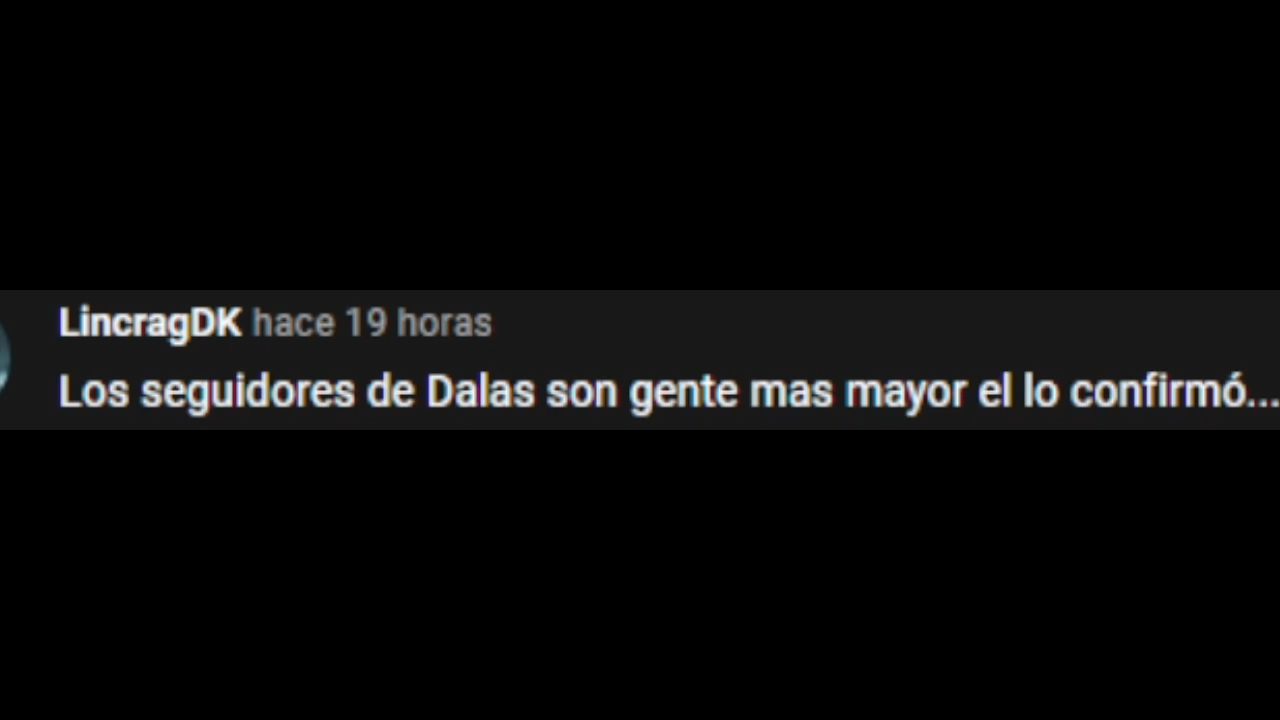 LincragDK hace 19 horas
Los seguidores de Dalas son gente mas mayor el lo confirmó...